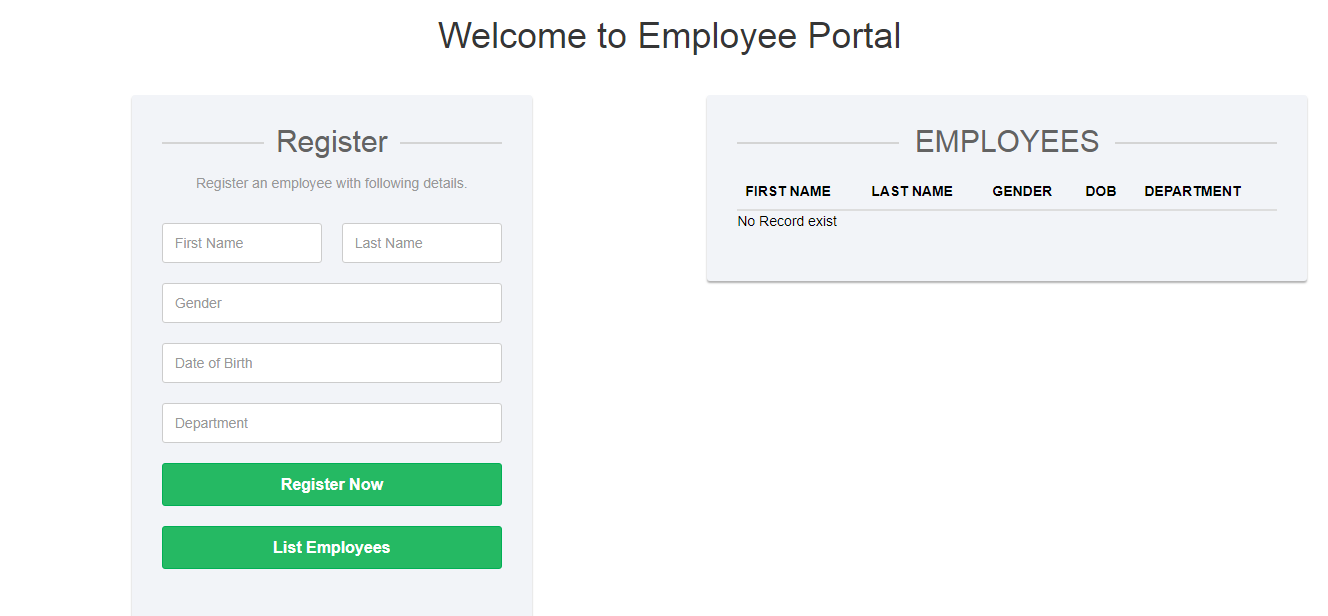 Welcome to Employee Portal
Register
Register an employee with following details.
First Name Last Name
Gender
Date of Birth
Department
Register Now
List Employees
EMPLOYEES
FIRST NAME LAST NAME GENDER DOB DEPARTMENT
No Record exist